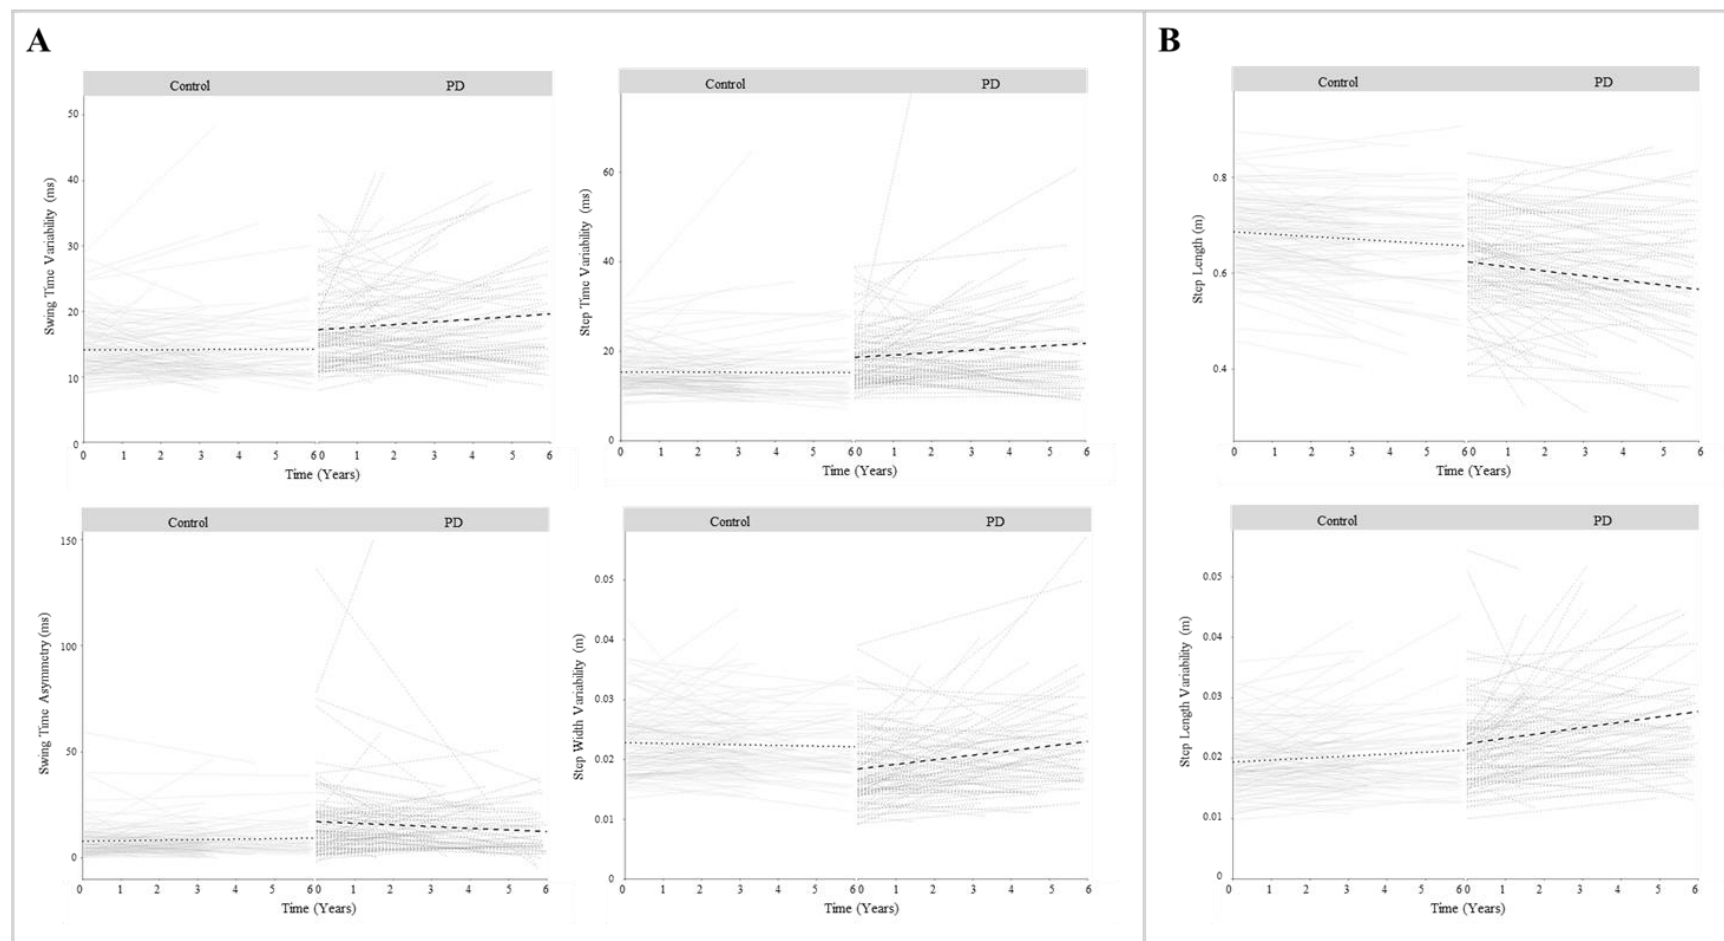 A
Control PD
50
40
30
20
10
0
Swing Time Variability (ms)
0 1 2 3 4 5 6 0 1 2 3 4 5 6
Time (Years)
Control PD
60
40
20
0
Step Time Variability (ms)
0 1 2 3 4 5 6 0 1 2 3 4 5 6
Time (Years)
Control PD
150
100
50
0
Swing Time Asymmetry (ms)
0 1 2 3 4 5 6 0 1 2 3 4 5 6
Time (Years)
Control PD
0.05
0.04
0.03
0.02
0.01
0
Step Width Variability (m)
0 1 2 3 4 5 6 0 1 2 3 4 5 6
Time (Years)
B
Control PD
0.8
0.6
0.4
Step Length (m)
0 1 2 3 4 5 6 0 1 2 3 4 5 6
Time (Years)
Control PD
0.05
0.04
0.03
0.02
0.01
0
Step Length Variability (m)
0 1 2 3 4 5 6 0 1 2 3 4 5 6
Time (Years)